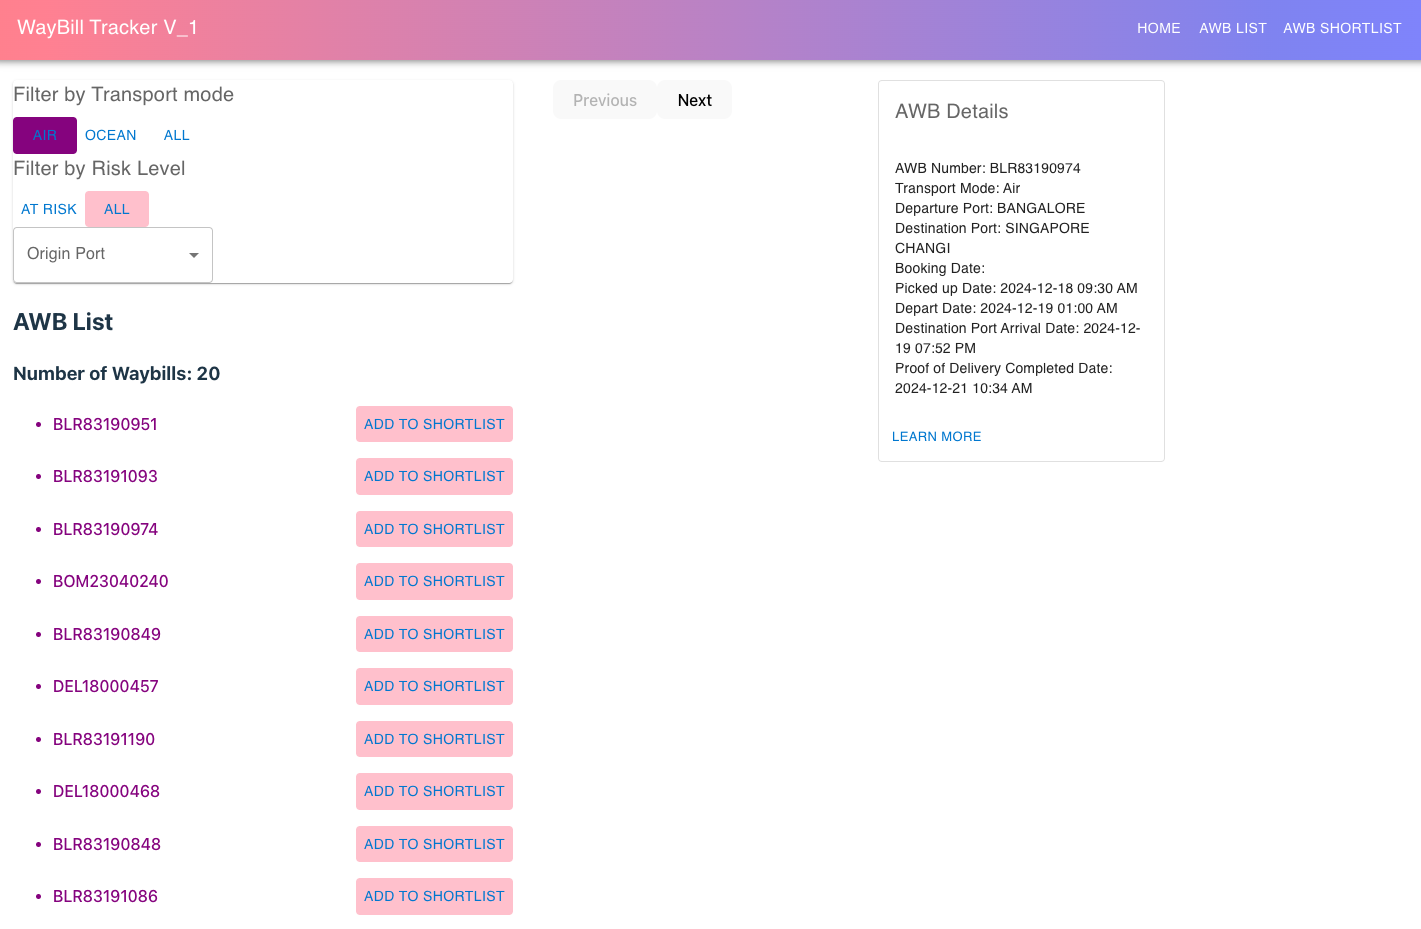 WayBill Tracker V_1
HOME AWB LIST AWB SHORTLIST
Filter by Transport mode
AIR OCEAN ALL
Filter by Risk Level
AT RISK ALL
Origin Port
AWB List
Number of Waybills: 20
• BLR83190951 ADD TO SHORTLIST
• BLR83191093 ADD TO SHORTLIST
• BLR83190974 ADD TO SHORTLIST
• BOM23040240 ADD TO SHORTLIST
• BLR83190849 ADD TO SHORTLIST
• DEL18000457 ADD TO SHORTLIST
• BLR83191190 ADD TO SHORTLIST
• DEL18000468 ADD TO SHORTLIST
• BLR83190848 ADD TO SHORTLIST
• BLR83191086 ADD TO SHORTLIST
Previous Next
AWB Details
AWB Number: BLR83190974
Transport Mode: Air
Departure Port: BANGALORE
Destination Port: SINGAPORE
CHANGI
Booking Date:
Picked up Date: 2024-12-18 09:30 AM
Depart Date: 2024-12-19 01:00 AM
Destination Port Arrival Date: 2024-12-
19 07:52 PM
Proof of Delivery Completed Date:
2024-12-21 10:34 AM
LEARN MORE